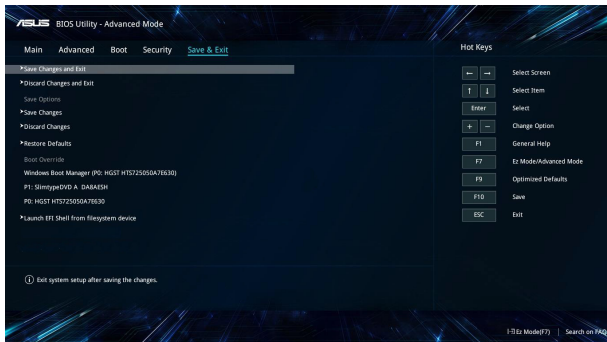 ASUS BIOS Utility - Advanced Mode
Main Advanced Boot Security Save & Exit
Hot Keys
Save Changes and Exit
Discard Changes and Exit
Save Options
Save Changes
Discard Changes
Restore Defaults
Boot Override
Windows Boot Manager (P0: HGST HTS725050A7E630)
P1: SlimtypeDVD A DA8AESH
P0: HGST HTS725050A7E630
Launch EFI Shell from filesystem device
← → Select Screen
↑ ↓ Select Item
Enter Select
+ − Change Option
F1 General Help
F7 Ez Mode/Advanced Mode
F9 Optimized Defaults
F10 Save
ESC Exit
Exit system setup after saving the changes.
Ez Mode(F7) | Search on FAQ